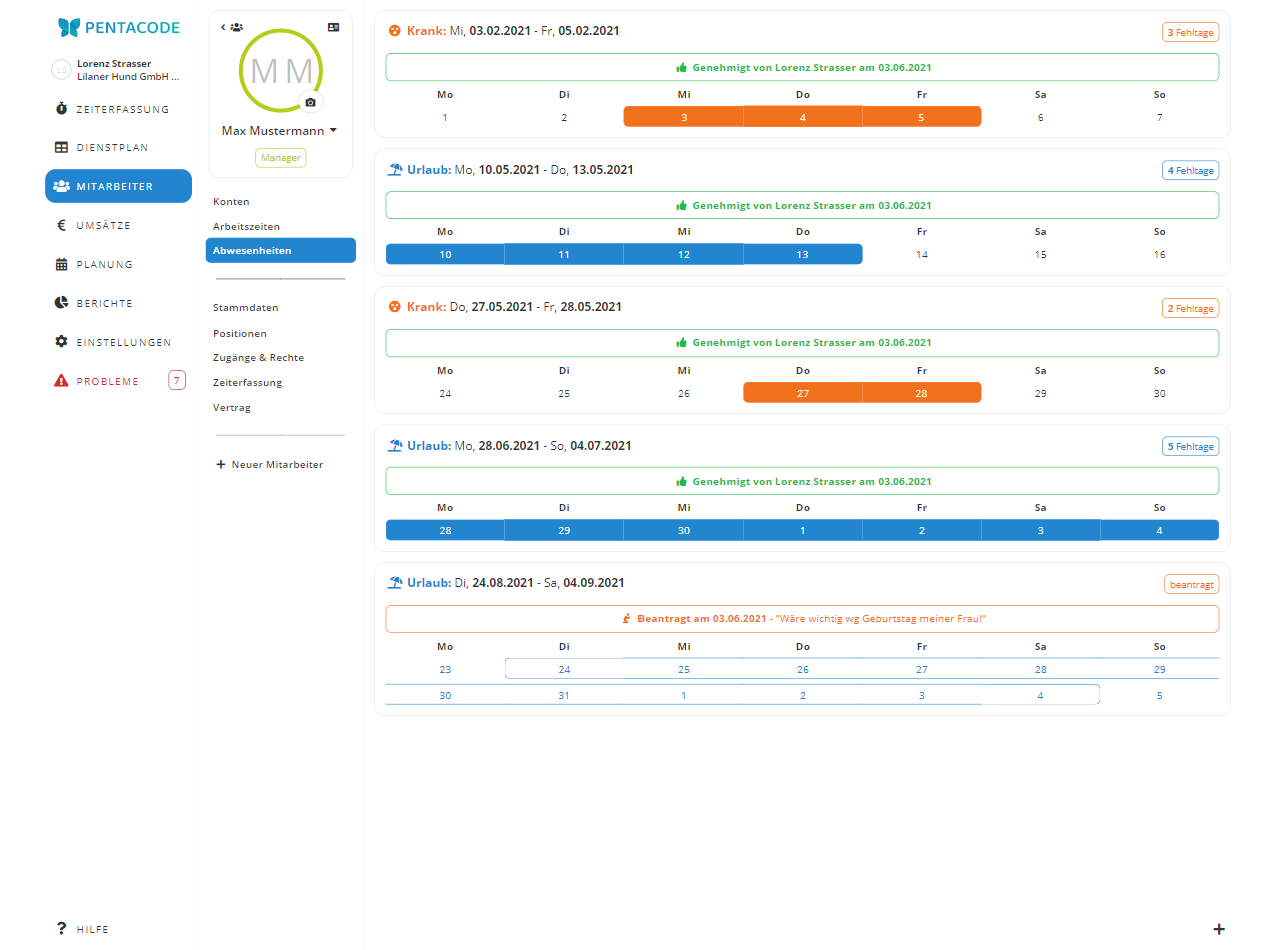 PENTACODE
LS
Lorenz Strasser
Lilaner Hund GmbH ...
ZEITERFASSUNG
DIENSTPLAN
MITARBEITER
€ UMSÄTZE
PLANUNG
BERICHTE
EINSTELLUNGEN
PROBLEME 7
? HILFE
MM
Max Mustermann
Manager
Konten
Arbeitszeiten
Abwesenheiten
Stammdaten
Positionen
Zugänge & Rechte
Zeiterfassung
Vertrag
+ Neuer Mitarbeiter
Krank: Mi, 03.02.2021 - Fr, 05.02.2021 3 Fehltage
Genehmigt von Lorenz Strasser am 03.06.2021
Mo Di Mi Do Fr Sa So
1 2 3 4 5 6 7
Urlaub: Mo, 10.05.2021 - Do, 13.05.2021 4 Fehltage
Genehmigt von Lorenz Strasser am 03.06.2021
Mo Di Mi Do Fr Sa So
10 11 12 13 14 15 16
Krank: Do, 27.05.2021 - Fr, 28.05.2021 2 Fehltage
Genehmigt von Lorenz Strasser am 03.06.2021
Mo Di Mi Do Fr Sa So
24 25 26 27 28 29 30
Urlaub: Mo, 28.06.2021 - So, 04.07.2021 5 Fehltage
Genehmigt von Lorenz Strasser am 03.06.2021
Mo Di Mi Do Fr Sa So
28 29 30 1 2 3 4
Urlaub: Di, 24.08.2021 - Sa, 04.09.2021 beantragt
Beantragt am 03.06.2021 - "Wäre wichtig wg Geburtstag meiner Frau!"
Mo Di Mi Do Fr Sa So
23 24 25 26 27 28 29
30 31 1 2 3 4 5
+